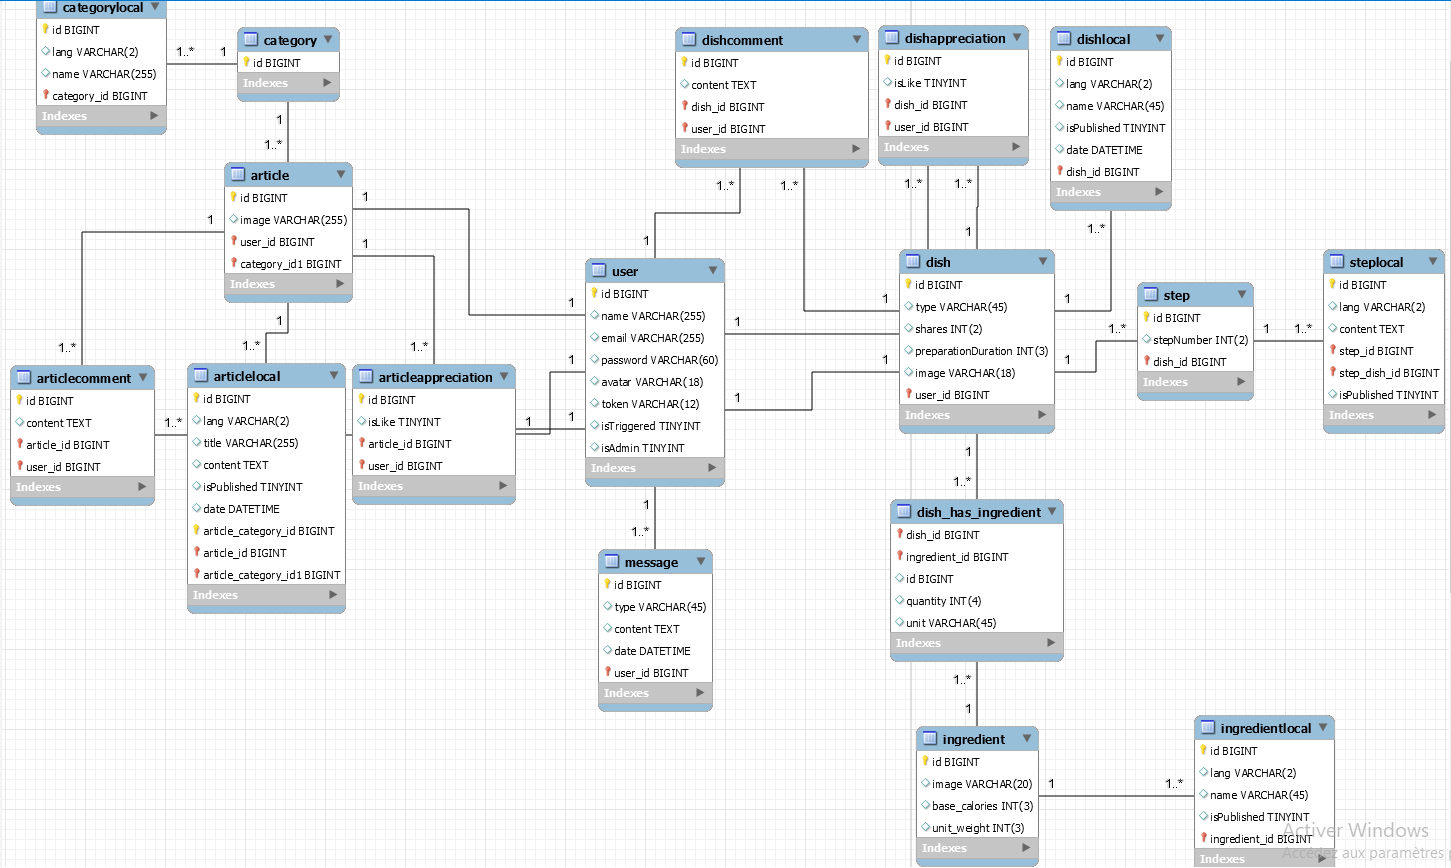 categorylocal
id BIGINT
lang VARCHAR(2)
name VARCHAR(255)
category_id BIGINT
Indexes
1..*
1
category
id BIGINT
Indexes
1
1..*
article
id BIGINT
image VARCHAR(255)
user_id BIGINT
category_id1 BIGINT
Indexes
1
1
1
1
1..*
1..*
1..*
articlecomment
id BIGINT
content TEXT
article_id BIGINT
user_id BIGINT
Indexes
1..*
articlelocal
id BIGINT
lang VARCHAR(2)
title VARCHAR(255)
content TEXT
isPublished TINYINT
date DATETIME
article_category_id BIGINT
article_id BIGINT
article_category_id1 BIGINT
Indexes
articleappreciation
id BIGINT
isLike TINYINT
article_id BIGINT
user_id BIGINT
Indexes
1
dishcomment
id BIGINT
content TEXT
dish_id BIGINT
user_id BIGINT
Indexes
1..*
1..*
1
dishappreciation
id BIGINT
isLike TINYINT
dish_id BIGINT
user_id BIGINT
Indexes
1..*
1..*
1
dishlocal
id BIGINT
lang VARCHAR(2)
name VARCHAR(45)
isPublished TINYINT
date DATETIME
dish_id BIGINT
Indexes
1..*
user
id BIGINT
name VARCHAR(255)
email VARCHAR(255)
password VARCHAR(60)
avatar VARCHAR(18)
token VARCHAR(12)
isTriggered TINYINT
isAdmin TINYINT
Indexes
1
1
1
1
1
1
1..*
message
id BIGINT
type VARCHAR(45)
content TEXT
date DATETIME
user_id BIGINT
Indexes
dish
id BIGINT
type VARCHAR(45)
shares INT(2)
preparationDuration INT(3)
image VARCHAR(18)
user_id BIGINT
Indexes
1
1
1
1
1
1..*
1..*
step
id BIGINT
stepNumber INT(2)
dish_id BIGINT
Indexes
1
1..*
steplocal
id BIGINT
lang VARCHAR(2)
content TEXT
step_id BIGINT
step_dish_id BIGINT
isPublished TINYINT
Indexes
dish_has_ingredient
dish_id BIGINT
ingredient_id BIGINT
id BIGINT
quantity INT(4)
unit VARCHAR(45)
Indexes
1..*
1
ingredient
id BIGINT
image VARCHAR(20)
base_calories INT(3)
unit_weight INT(3)
Indexes
1
1..*
ingredientlocal
id BIGINT
lang VARCHAR(2)
name VARCHAR(45)
isPublished TINYINT
ingredient_id BIGINT
Indexes
Activer Windows
Accédez aux paramètres